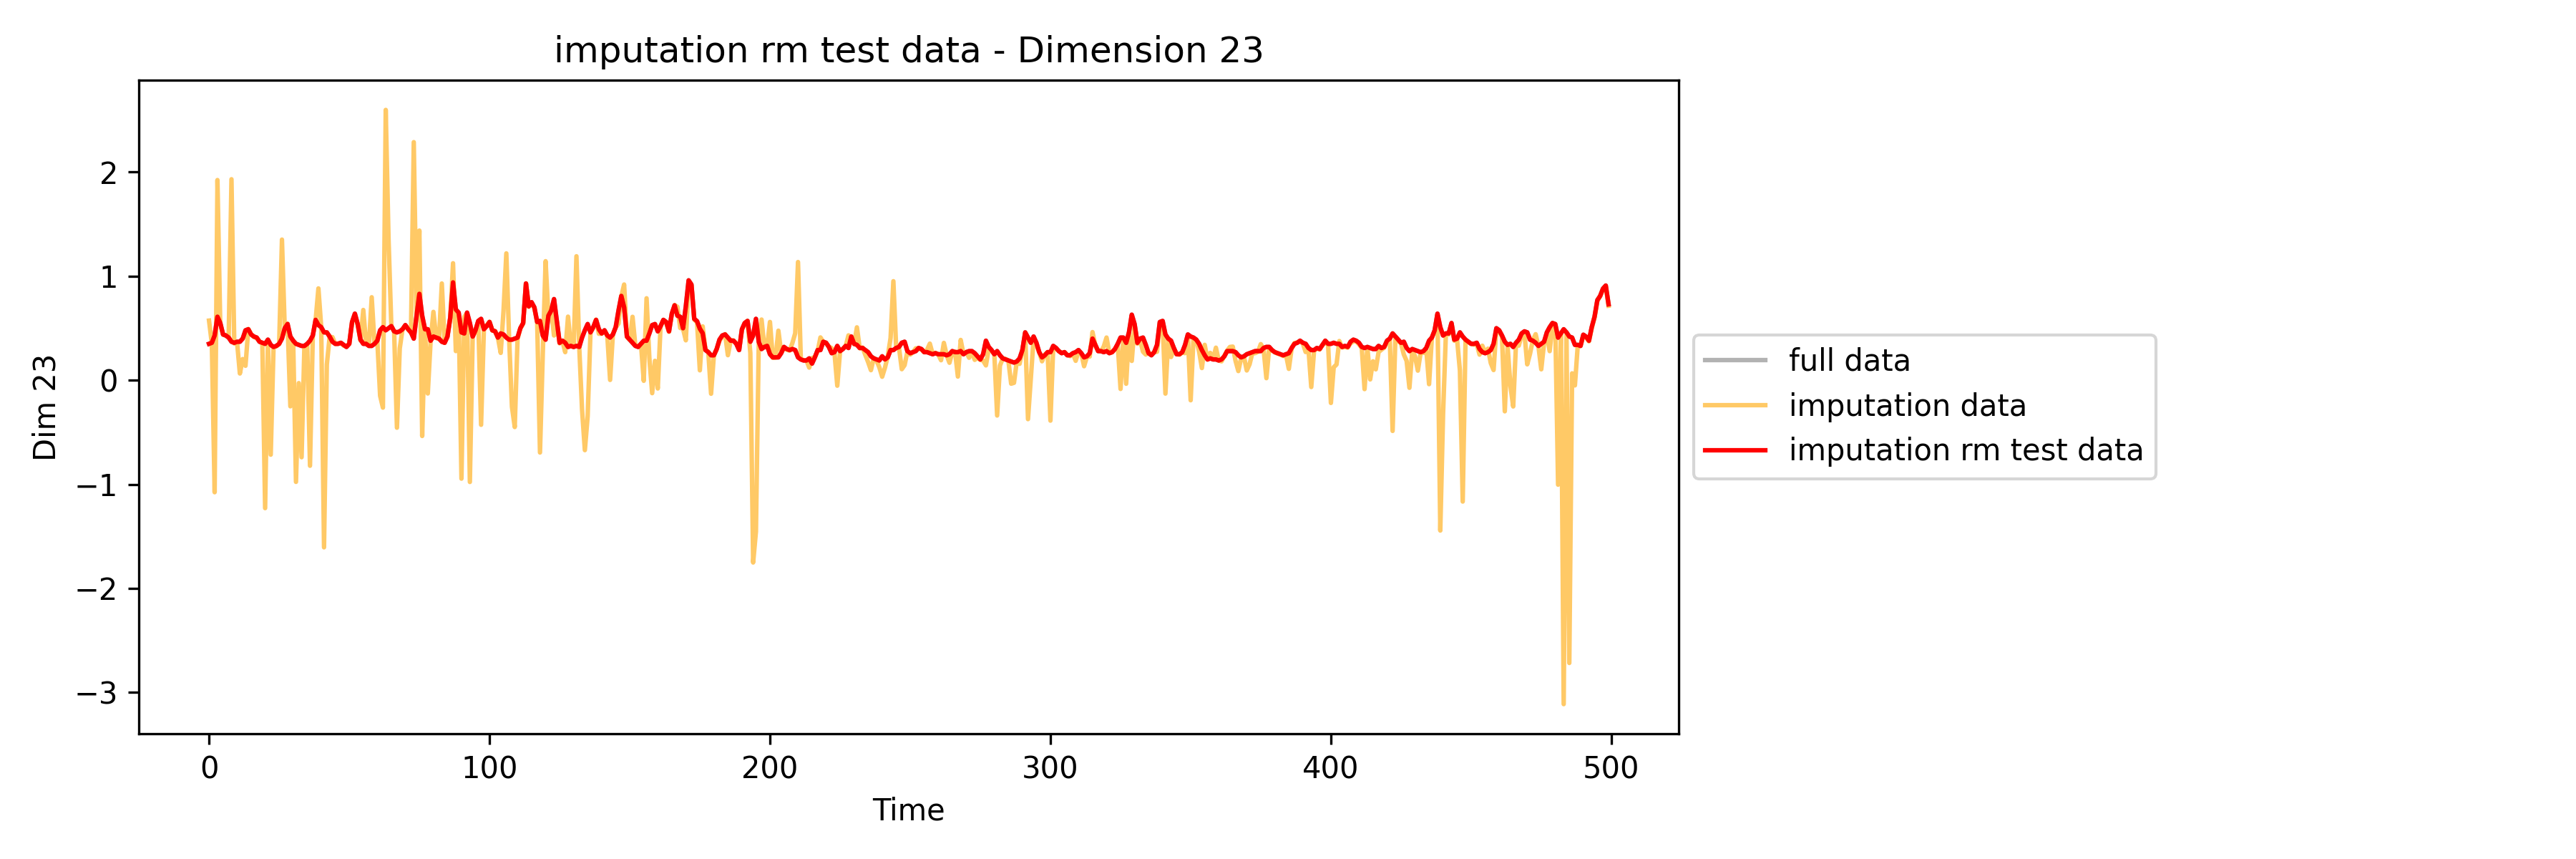 imputation rm test data - Dimension 23
Dim 23
2
1
0
−1
−2
−3
0 100 200 300 400 500
Time
full data
imputation data
imputation rm test data